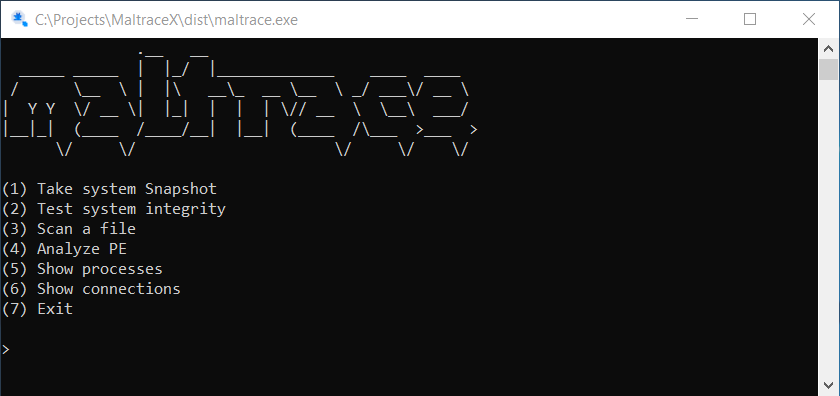 C:\Projects\MaltraceX\dist\maltrace.exe
maltrace
(1) Take system Snapshot
(2) Test system integrity
(3) Scan a file
(4) Analyze PE
(5) Show processes
(6) Show connections
(7) Exit
>